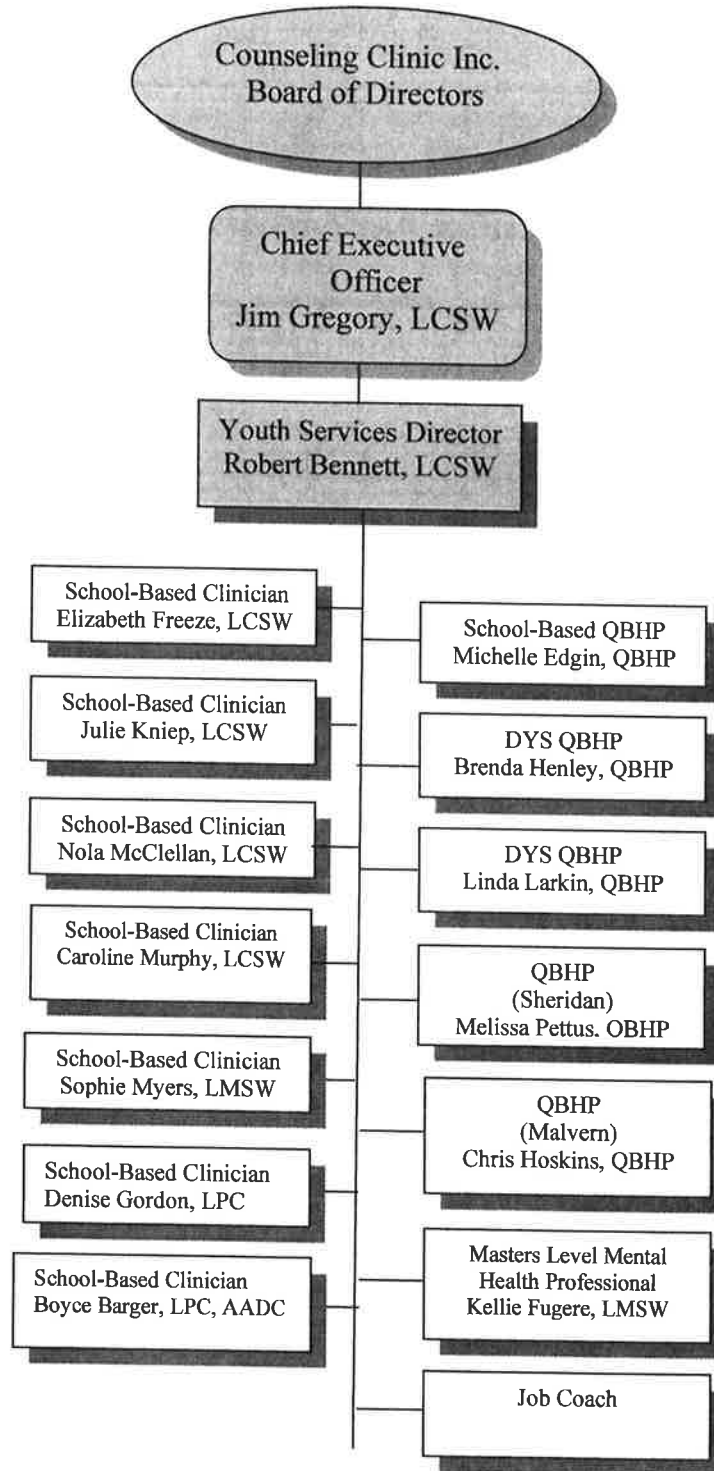 Counseling Clinic Inc.
Board of Directors
Chief Executive
Officer
Jim Gregory, LCSW
Youth Services Director
Robert Bennett, LCSW
School-Based Clinician
Elizabeth Freeze, LCSW
School-Based Clinician
Julie Kniep, LCSW
School-Based Clinician
Nola McClellan, LCSW
School-Based Clinician
Caroline Murphy, LCSW
School-Based Clinician
Sophie Myers, LMSW
School-Based Clinician
Denise Gordon, LPC
School-Based Clinician
Boyce Barger, LPC, AADC
School-Based QBHP
Michelle Edgin, QBHP
DYS QBHP
Brenda Henley, QBHP
DYS QBHP
Linda Larkin, QBHP
QBHP
(Sheridan)
Melissa Pettus. OBHP
QBHP
(Malvern)
Chris Hoskins, QBHP
Masters Level Mental
Health Professional
Kellie Fugere, LMSW
Job Coach